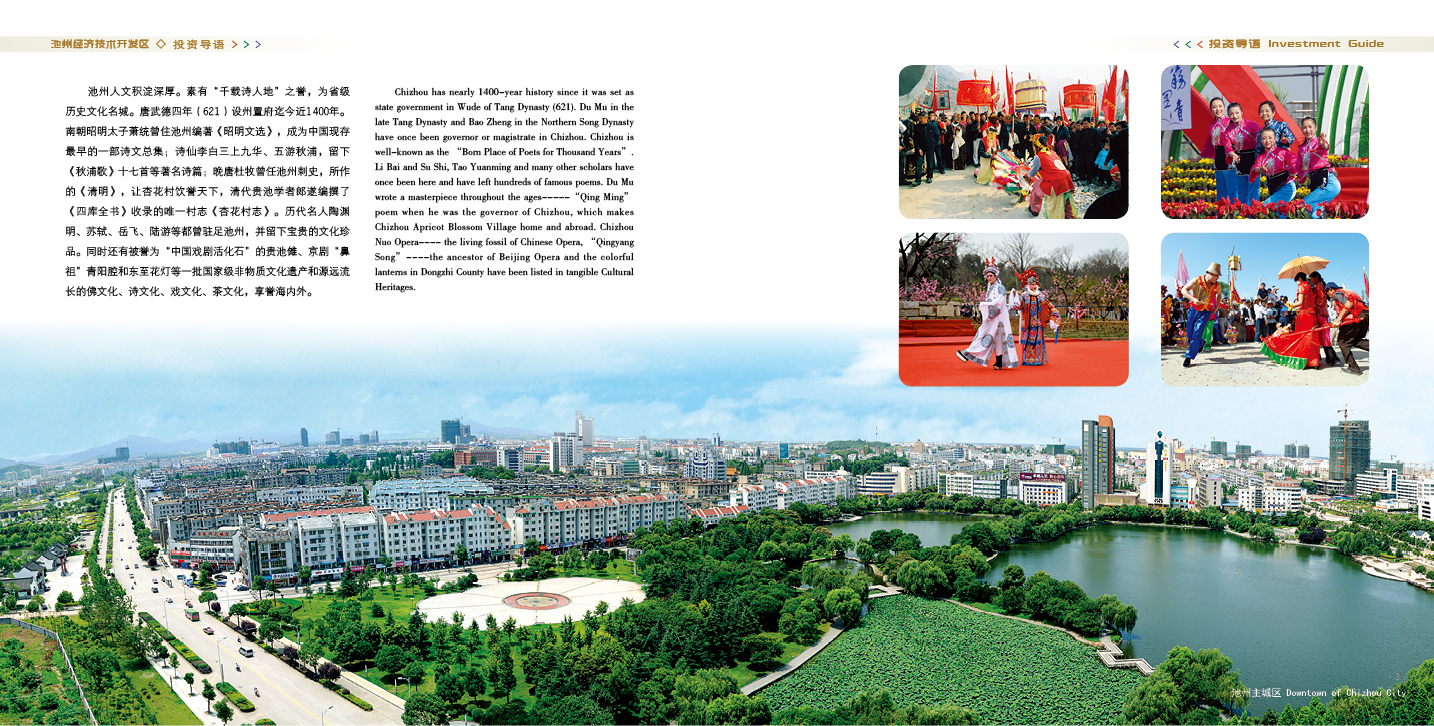 池州经济技术开发区 ◇ 投资导语 > > >
< < < 投资导语 Investment Guide
池州人文积淀深厚。素有“千载诗人地”之誉，为省级
历史文化名城。唐武德四年（621）设州置府迄今近1400年。
南朝昭明太子萧统曾住池州编著《昭明文选》，成为中国现存
最早的一部诗文总集；诗仙李白三上九华、五游秋浦，留下
《秋浦歌》十七首等著名诗篇；晚唐杜牧曾任池州刺史，所作
的《清明》，让杏花村饮誉天下，清代贵池学者郎遂编撰了
《四库全书》收录的唯一村志《杏花村志》。历代名人陶渊
明、苏轼、岳飞、陆游等都曾驻足池州，并留下宝贵的文化珍
品。同时还有被誉为“中国戏剧活化石”的贵池傩、京剧“鼻
祖”青阳腔和东至花灯等一批国家级非物质文化遗产和源远流
长的佛文化、诗文化、戏文化、茶文化，享誉海内外。
Chizhou has nearly 1400-year history since it was set as
state government in Wude of Tang Dynasty (621). Du Mu in the
late Tang Dynasty and Bao Zheng in the Northern Song Dynasty
have once been governor or magistrate in Chizhou. Chizhou is
well-known as the “Born Place of Poets for Thousand Years”.
Li Bai and Su Shi, Tao Yuanming and many other scholars have
once been here and have left hundreds of famous poems. Du Mu
wrote a masterpiece throughout the ages-----“Qing Ming”
poem when he was the governor of Chizhou, which makes
Chizhou Apricot Blossom Village home and abroad. Chizhou
Nuo Opera---- the living fossil of Chinese Opera, “Qingyang
Song” ----the ancestor of Beijing Opera and the colorful
lanterns in Dongzhi County have been listed in tangible Cultural
Heritages.
池州主城区 Downtown of Chizhou City